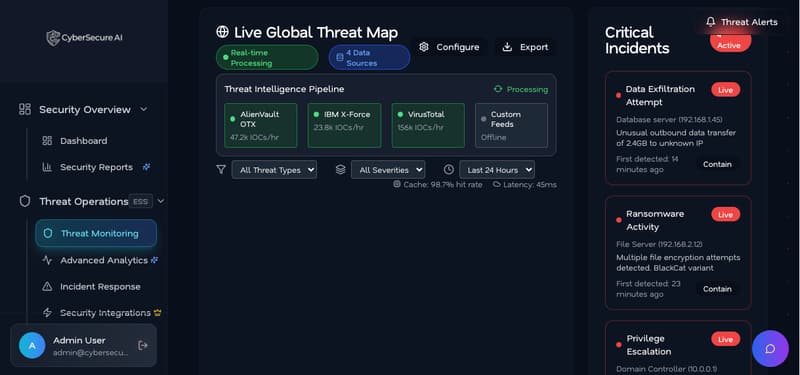 CyberSecure AI
Security Overview
Dashboard
Security Reports
Threat Operations ESS
Threat Monitoring
Advanced Analytics
Incident Response
Security Integrations
A
Admin User
admin@cybersecu...
Live Global Threat Map
Real-time
Processing
4 Data
Sources
Configure
Export
Threat Intelligence Pipeline
Processing
AlienVault
OTX
47.2k IOCs/hr
IBM X-Force
23.8k IOCs/hr
VirusTotal
156k IOCs/hr
Custom
Feeds
Offline
All Threat Types
All Severities
Last 24 Hours
Cache: 98.7% hit rate
Latency: 45ms
Threat Alerts
Critical
Incidents
Active
Data Exfiltration
Attempt
Live
Database server (192.168.1.45)
Unusual outbound data transfer
of 2.4GB to unknown IP
First detected: 14
minutes ago
Contain
Ransomware
Activity
Live
File Server (192.168.2.12)
Multiple file encryption attempts
detected. BlackCat variant
First detected: 23
minutes ago
Contain
Privilege
Escalation
Live
Domain Controller (10.0.0.1)